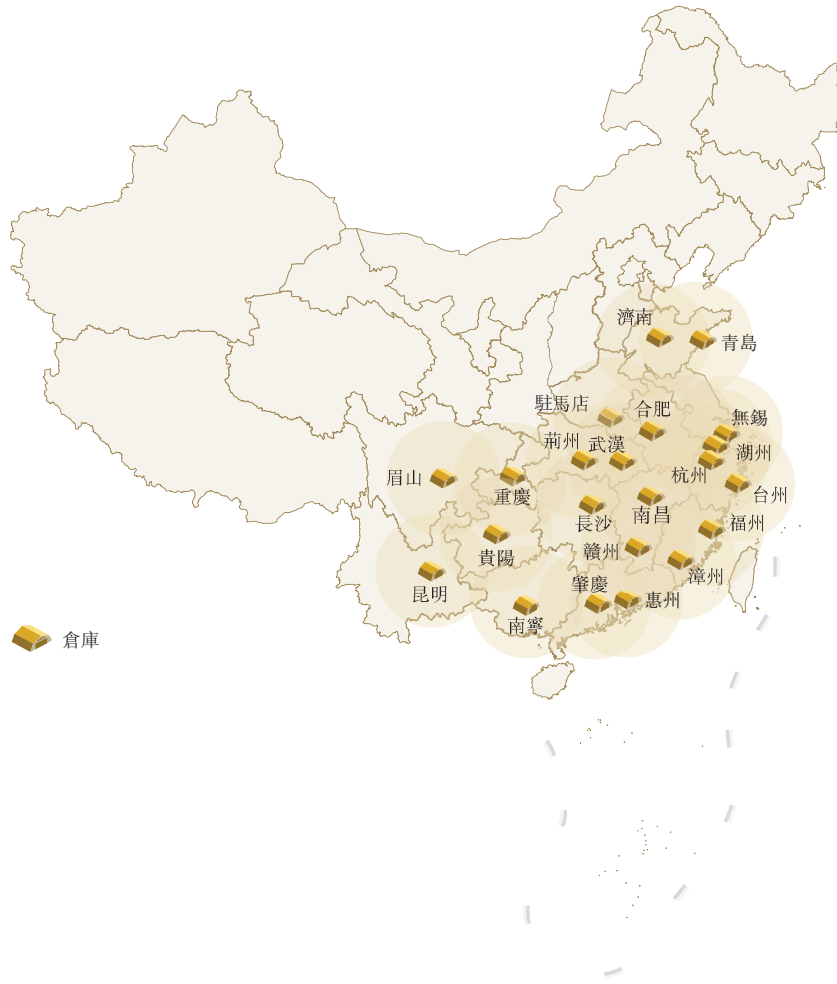 濟南
青島
駐馬店
合肥
無錫
荊州
武漢
湖州
杭州
眉山
重慶
台州
南昌
長沙
福州
贛州
貴陽
漳州
肇慶
昆明
惠州
南寧
倉庫